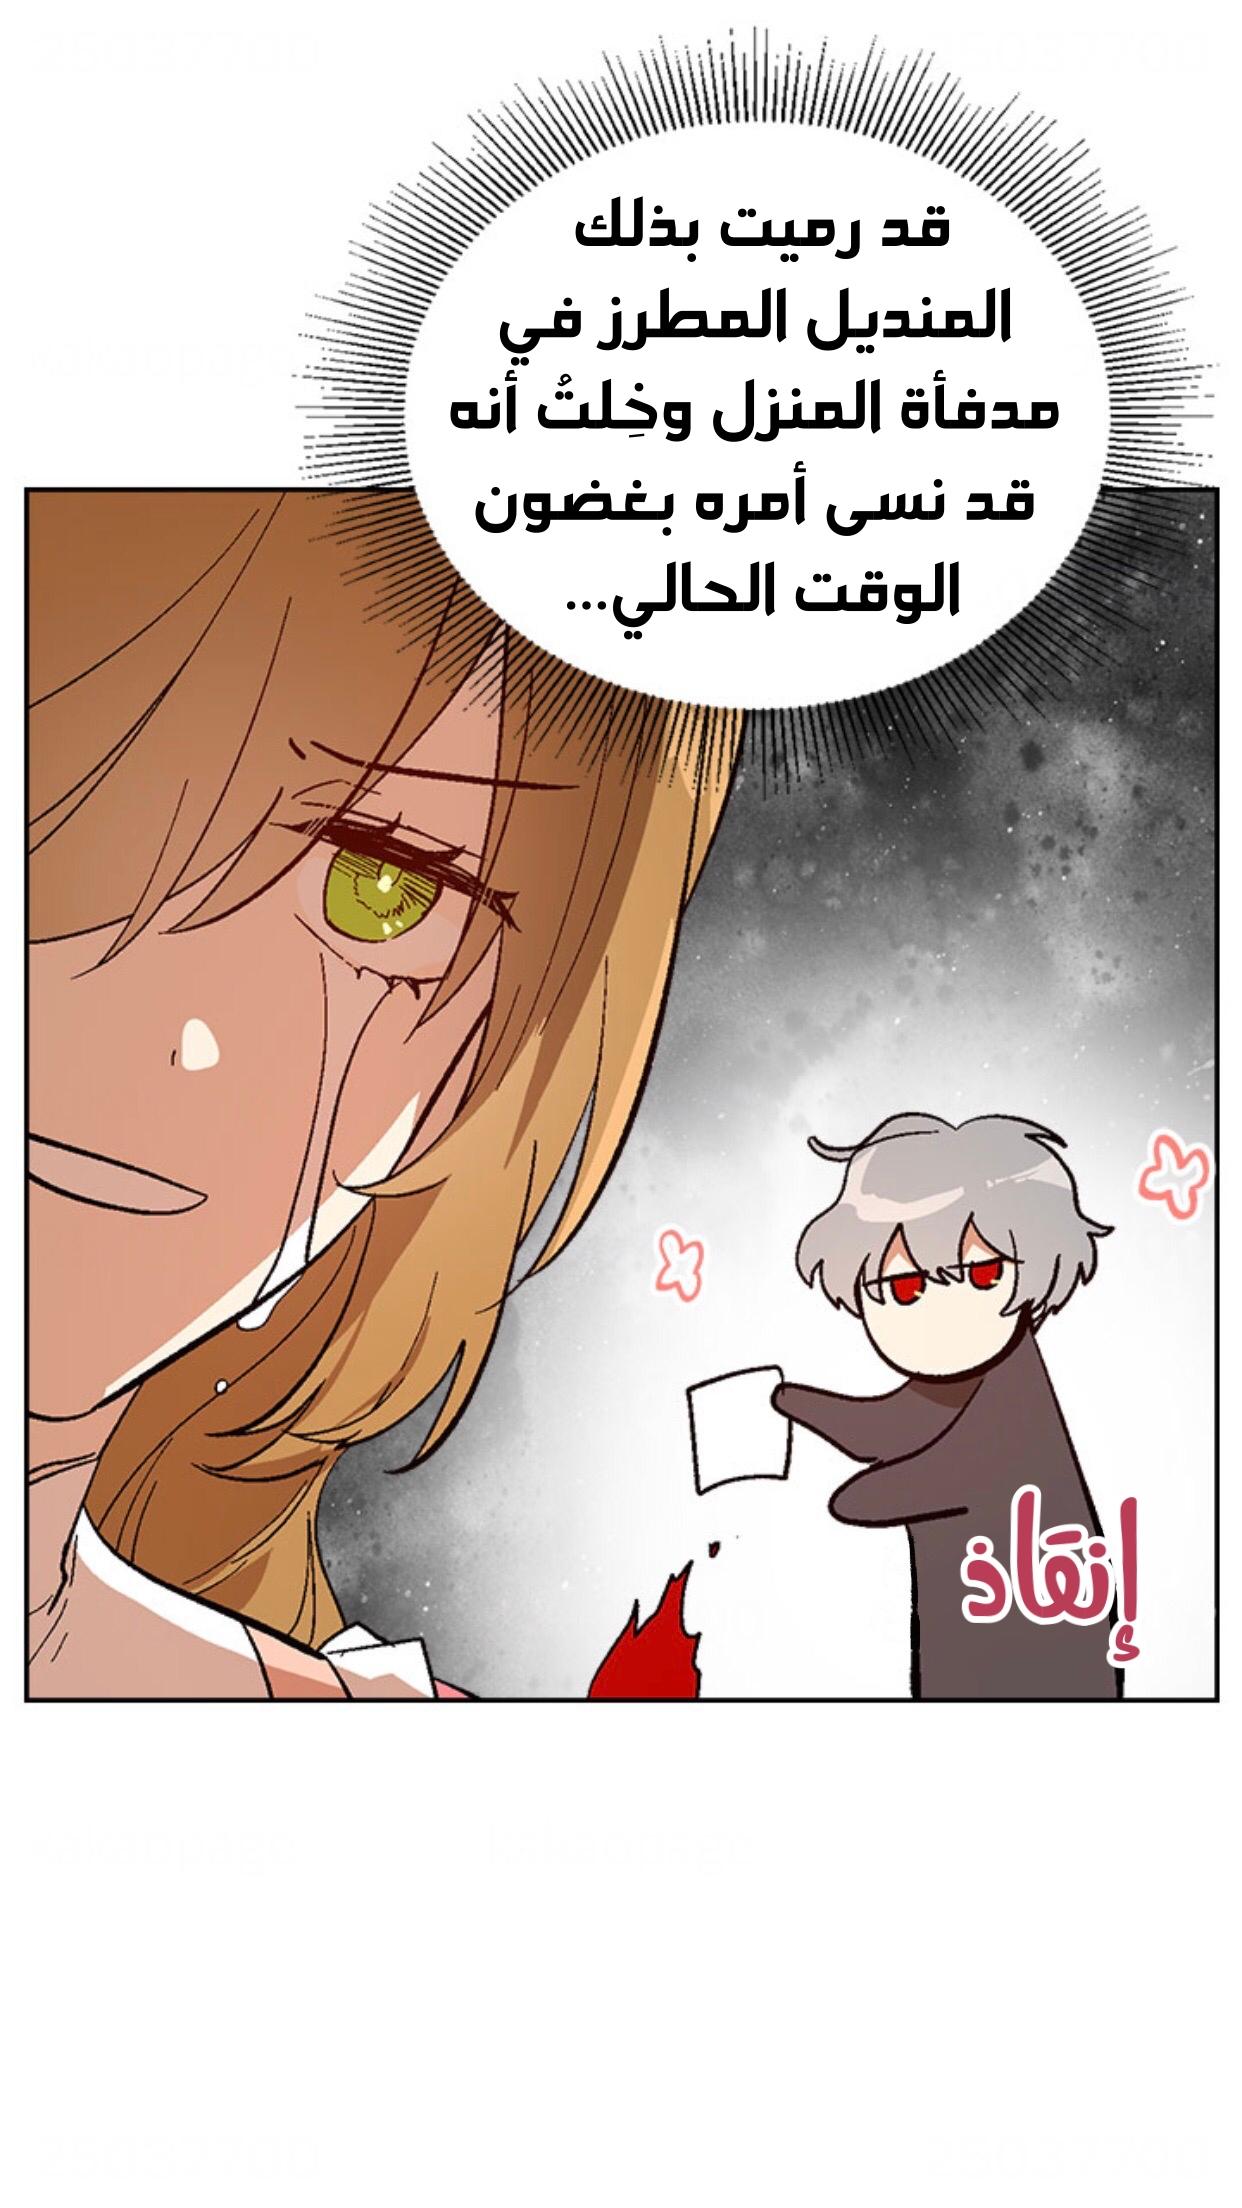 قد رميت بذلك
المنديل المطرز في
مدفأة المنزل وخِلتُ أنه
قد نسى أمره بغضون
الوقت الحالي...
إنقاذ